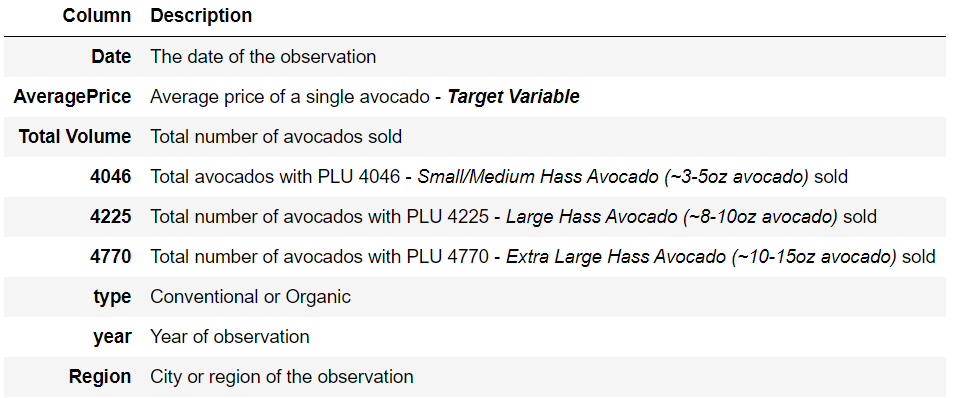 Column Description
Date The date of the observation
AveragePrice Average price of a single avocado - Target Variable
Total Volume Total number of avocados sold
4046 Total avocados with PLU 4046 - Small/Medium Hass Avocado (~3-5oz avocado) sold
4225 Total number of avocados with PLU 4225 - Large Hass Avocado (~8-10oz avocado) sold
4770 Total number of avocados with PLU 4770 - Extra Large Hass Avocado (~10-15oz avocado) sold
type Conventional or Organic
year Year of observation
Region City or region of the observation